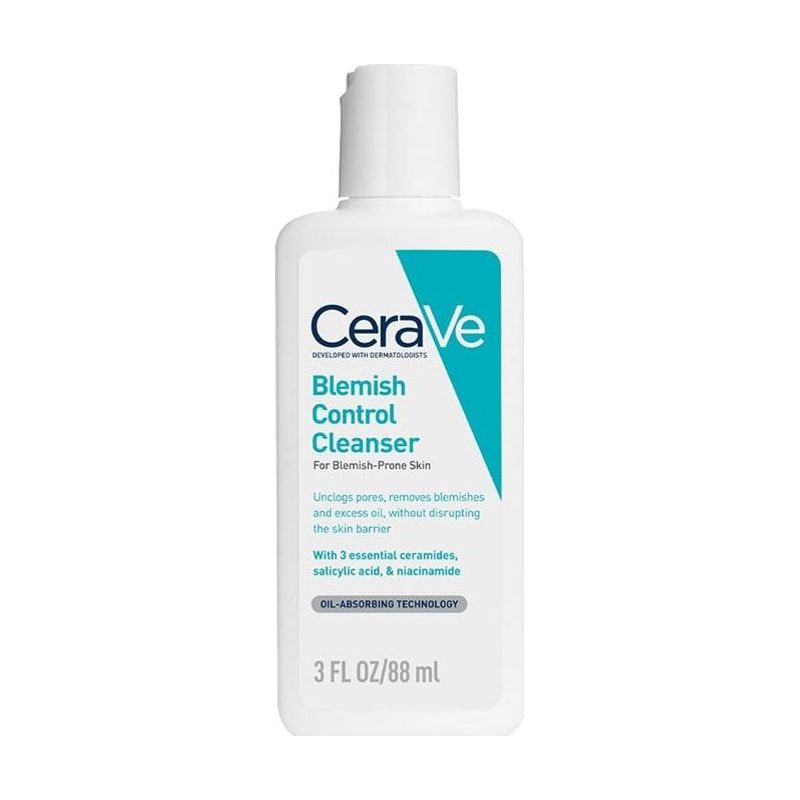 CeraVe
DEVELOPED WITH DERMATOLOGISTS
Blemish
Control
Cleanser
For Blemish-Prone Skin
Unclogs pores, removes blemishes
and excess oil, without disrupting
the skin barrier
With 3 essential ceramides,
salicylic acid, & niacinamide
OIL-ABSORBING TECHNOLOGY
3 FL OZ/88 ml